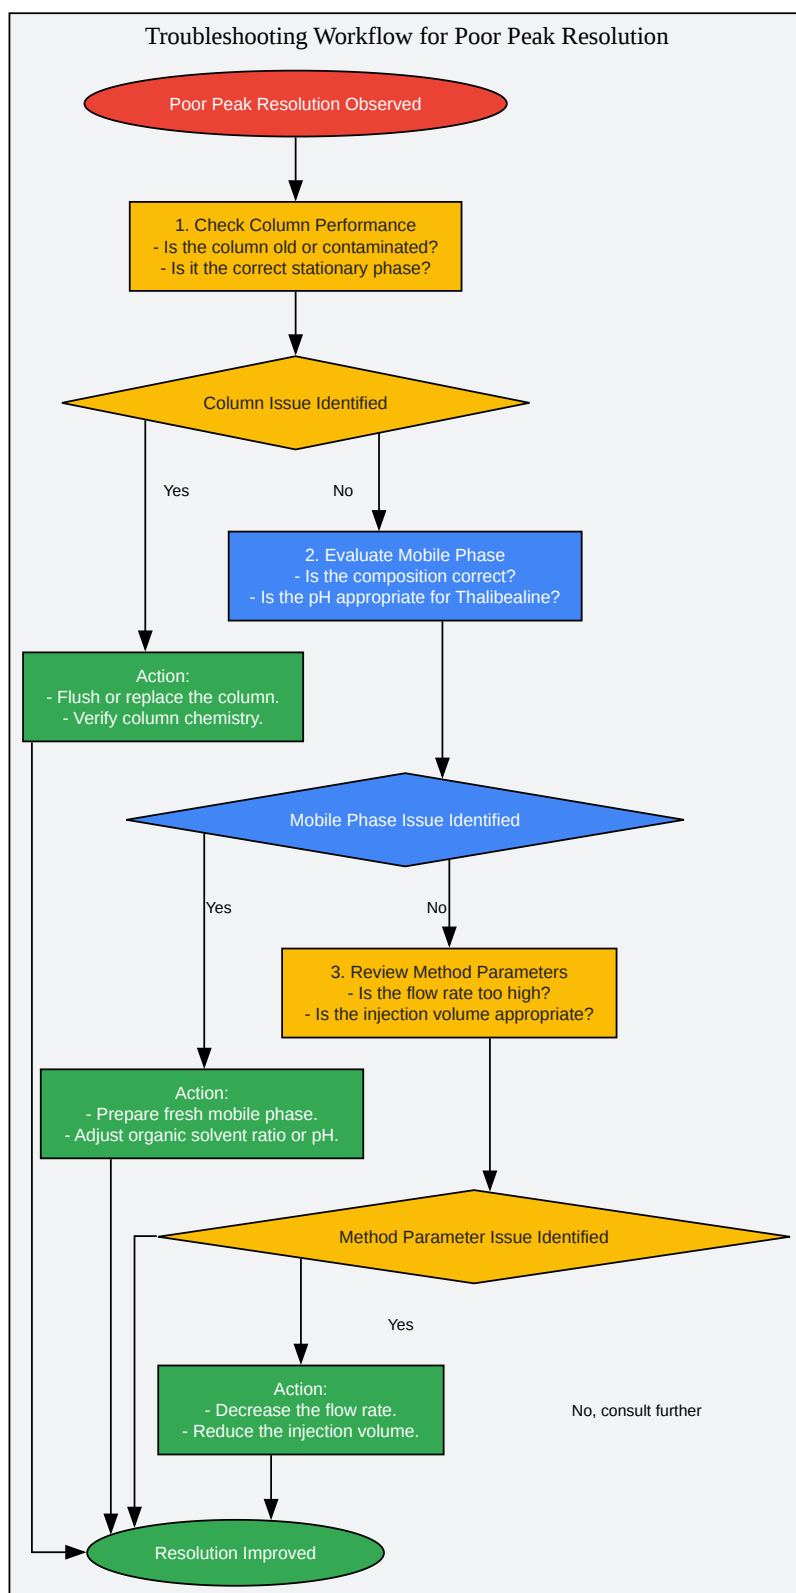 Troubleshooting Workflow for Poor Peak Resolution
Poor Peak Resolution Observed
1. Check Column Performance
- Is the column old or contaminated?
- Is it the correct stationary phase?
Column Issue Identified
Yes
No
2. Evaluate Mobile Phase
- Is the composition correct?
- Is the pH appropriate for Thalibealine?
Action:
- Flush or replace the column.
- Verify column chemistry.
Mobile Phase Issue Identified
Yes
No
3. Review Method Parameters
- Is the flow rate too high?
- Is the injection volume appropriate?
Action:
- Prepare fresh mobile phase.
- Adjust organic solvent ratio or pH.
Method Parameter Issue Identified
Yes
Action:
- Decrease the flow rate.
- Reduce the injection volume.
No, consult further
Resolution Improved